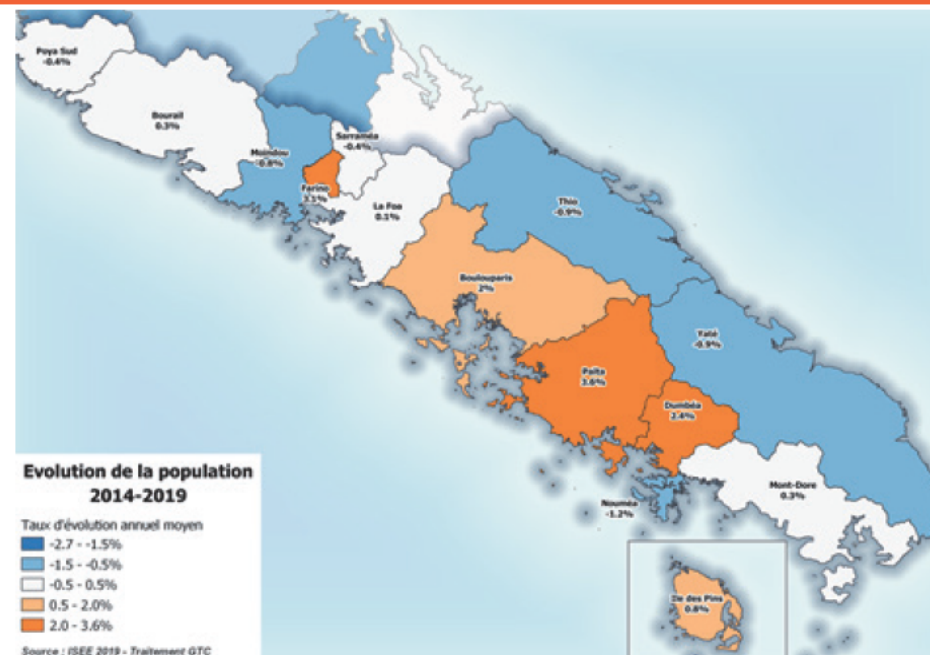 Poya Sud
-0.4%
Bourail
0.3%
Moindou
-0.8%
Sarraméa
-0.4%
Farino
3.1%
La Foa
0.1%
Thio
-0.9%
Boulouparis
2%
Yaté
-0.9%
Païta
3.6%
Dumbéa
2.4%
Mont-Dore
0.3%
Nouméa
-1.2%
Ile des Pins
0.8%
Evolution de la population
2014-2019
Taux d'évolution annuel moyen
-2.7 - -1.5%
-1.5 - -0.5%
-0.5 - 0.5%
0.5 - 2.0%
2.0 - 3.6%
Source : ISEE 2019 - Traitement GTC